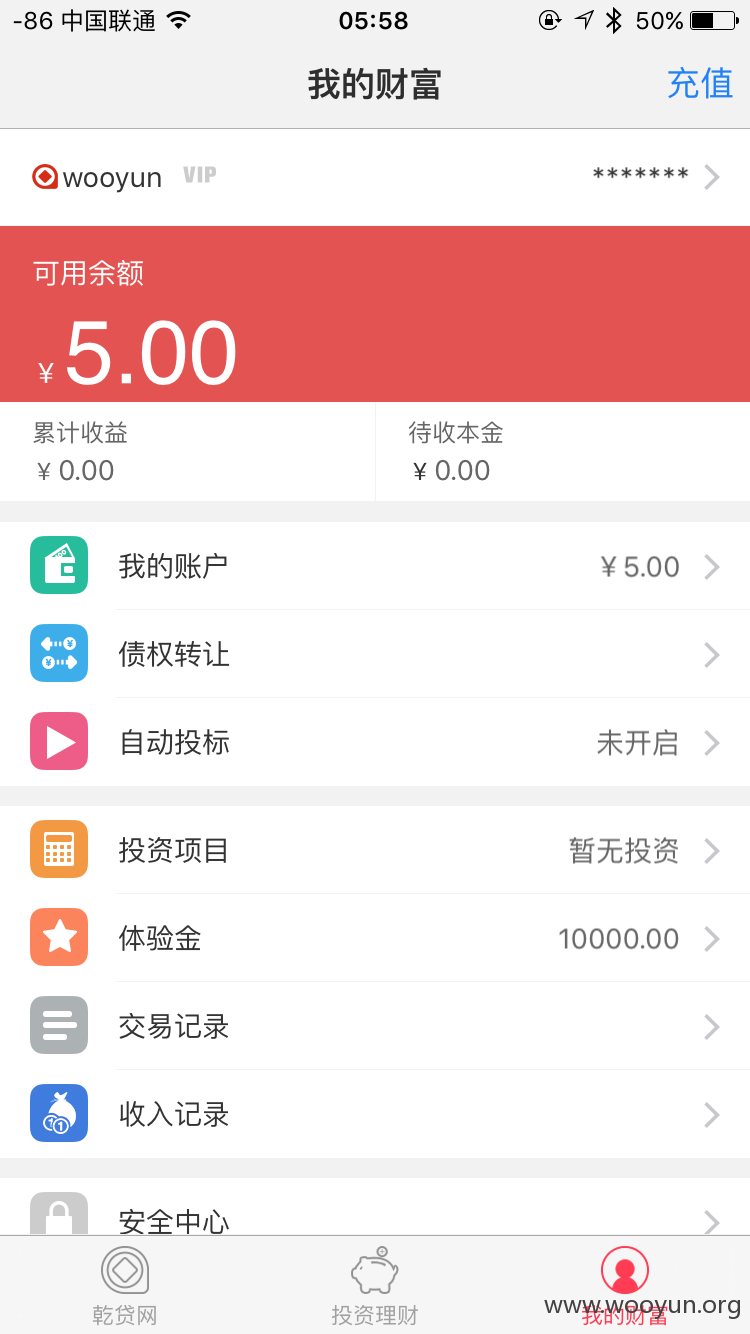 -86 中国联通 05:58 50%
我的财富 充值
wooyun VIP *******
可用余额
¥ 5.00
累计收益 待收本金
¥ 0.00 ¥ 0.00
我的账户 ¥ 5.00
债权转让
自动投标 未开启
投资项目 暂无投资
体验金 10000.00
交易记录
收入记录
安全中心
乾贷网 投资理财 我的财富
www.wooyun.org